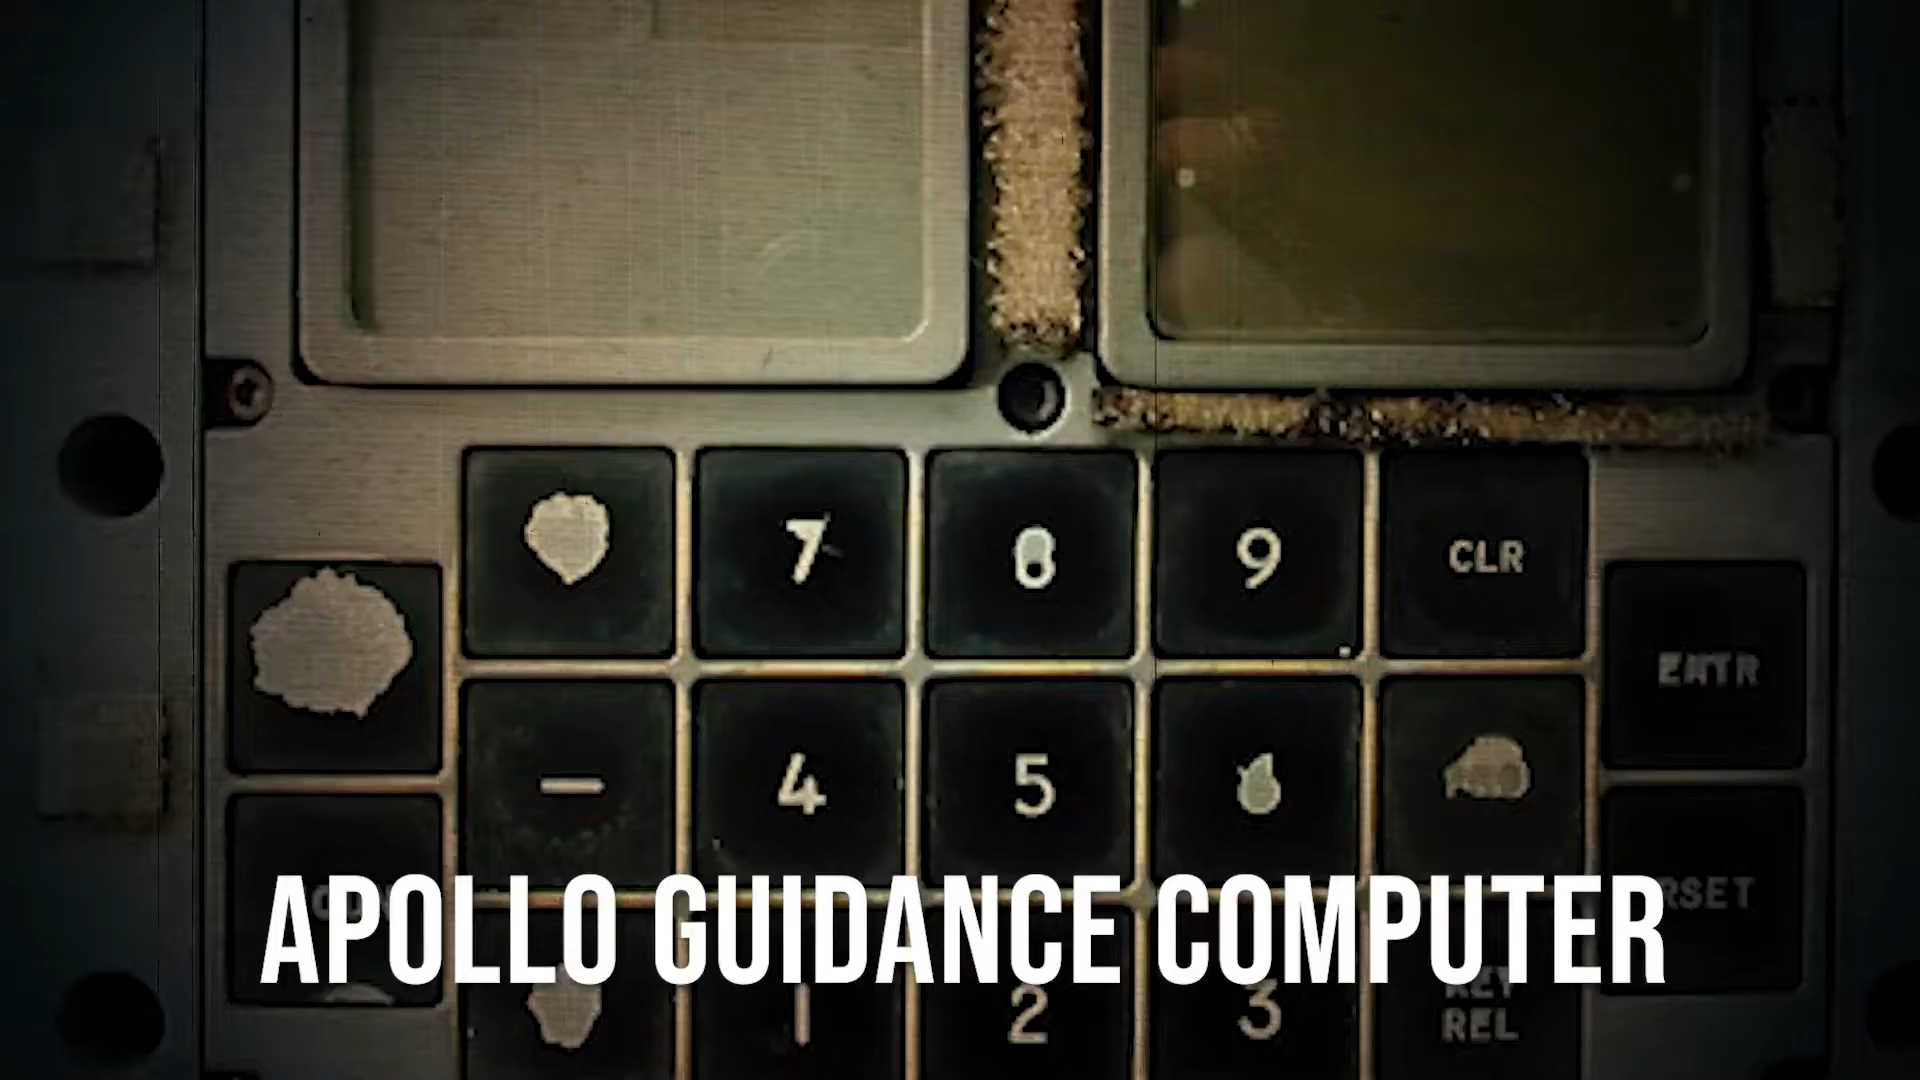 7 8 9 CLR
ENTR
- 4 5
RSET
APOLLO GUIDANCE COMPUTER
1 2 3 KEY
REL